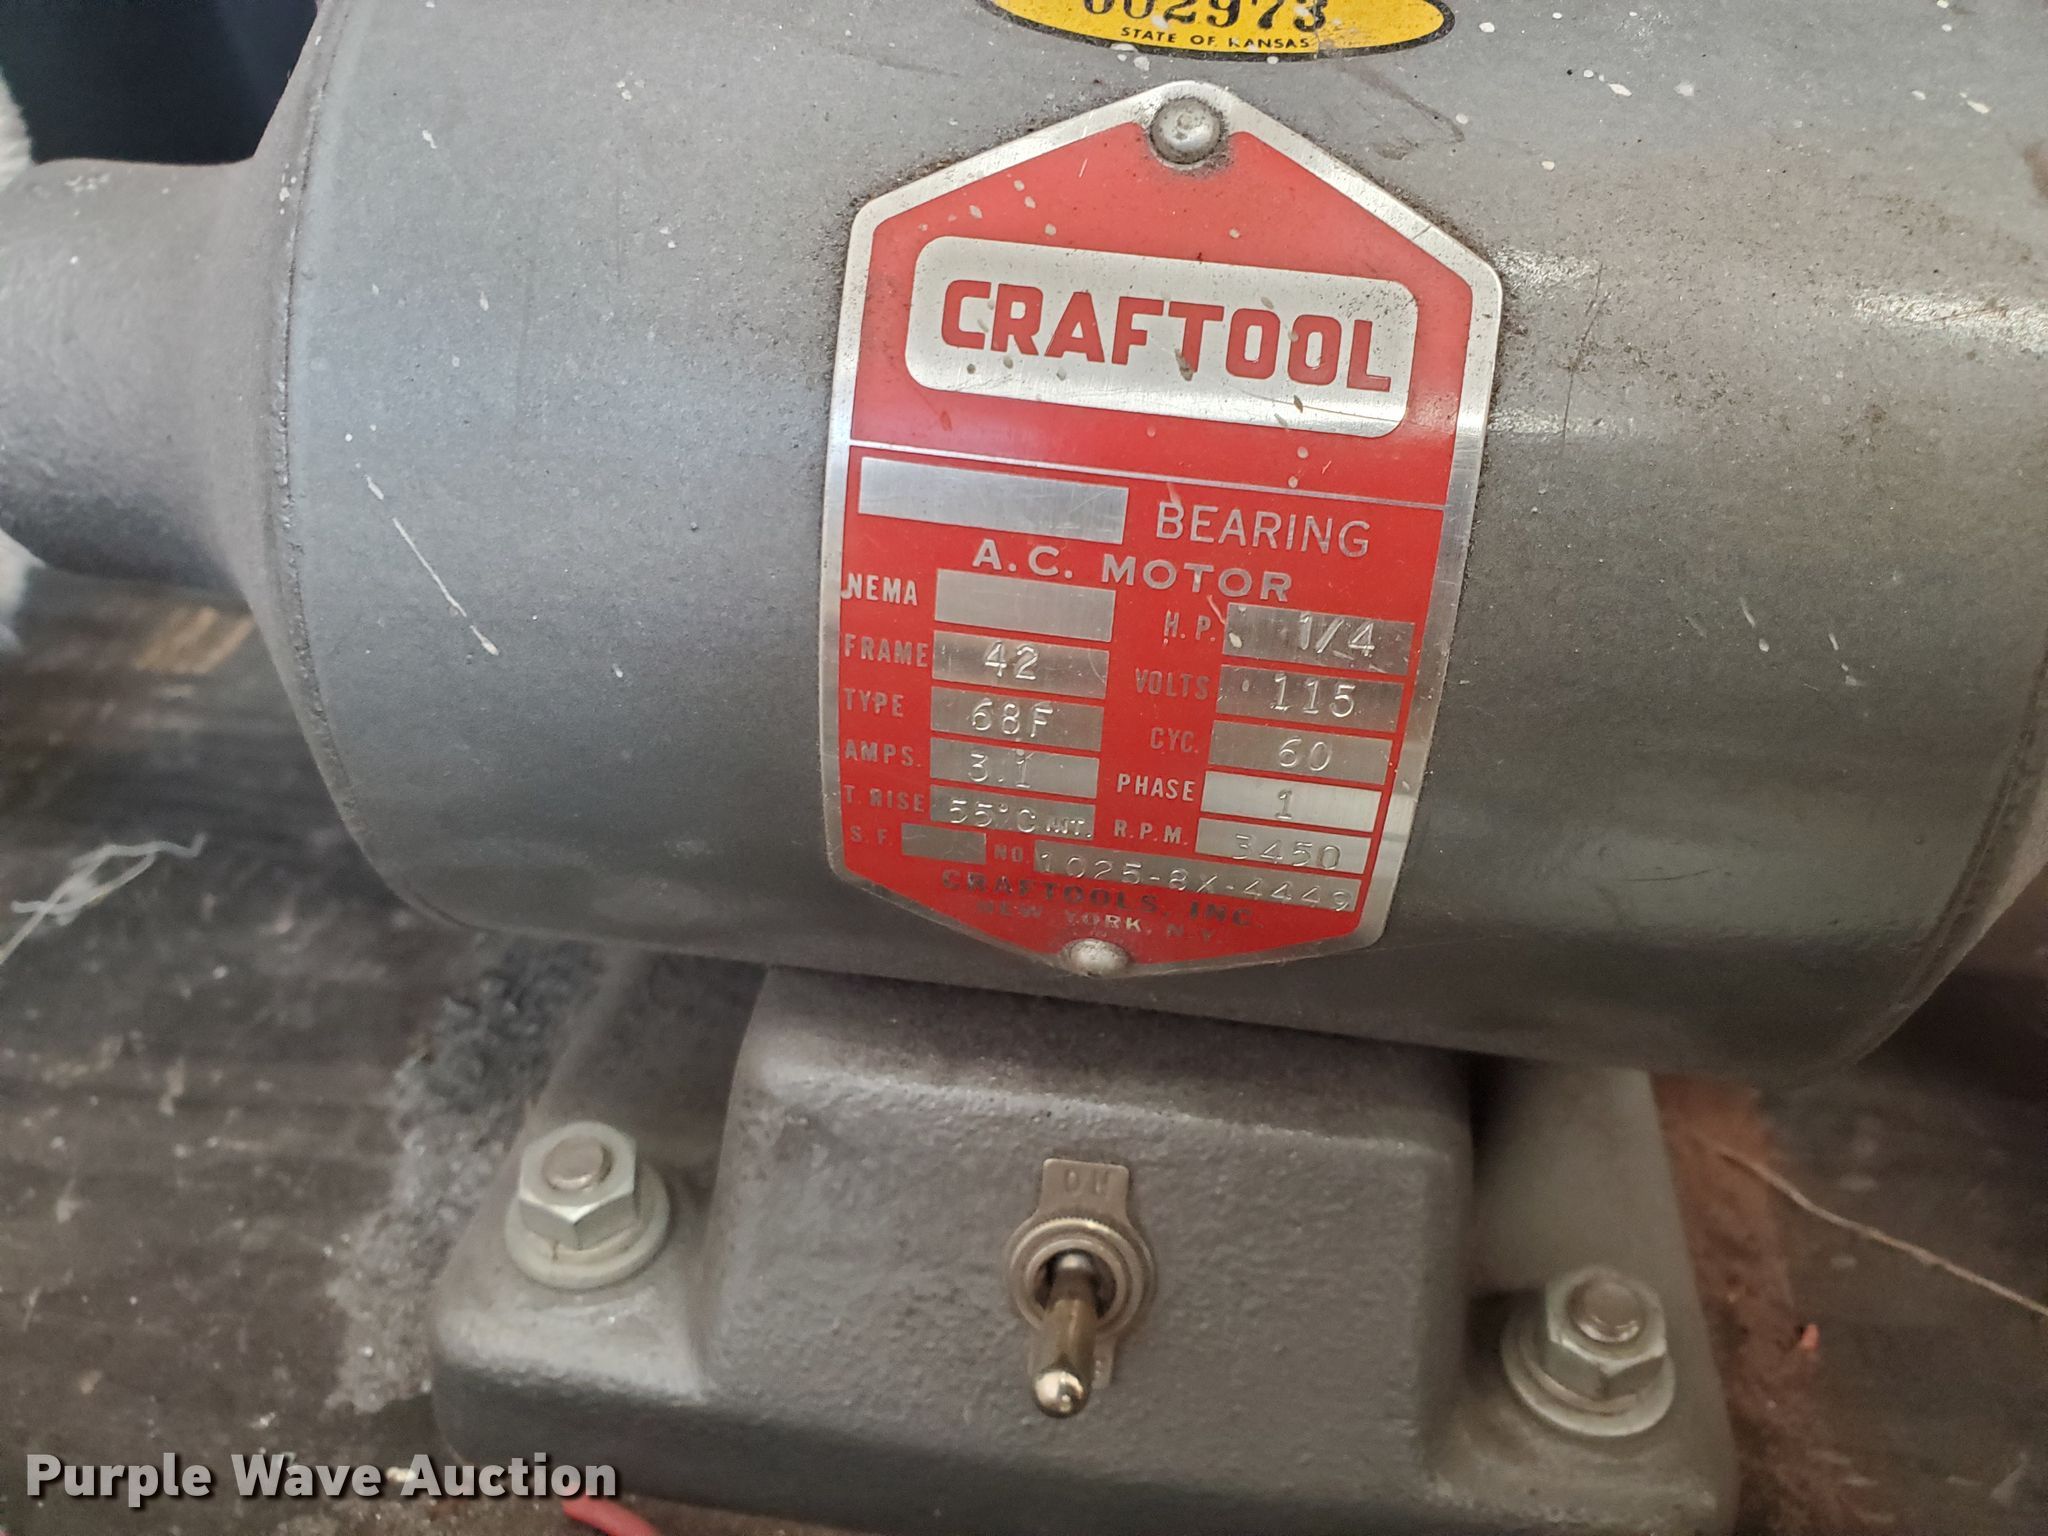 002973
STATE OF KANSAS
CRAFTOOL
BEARING
A.C. MOTOR
NEMA
H.P. 1/4
FRAME 42
VOLTS 115
TYPE 68F
CYC. 60
AMPS. 3.1
PHASE 1
T. RISE 55°C
R.P.M. 3450
S.F. NO. 1025-8X-4449
CRAFTOOLS, INC.
NEW YORK, N.Y.
ON
Purple Wave Auction